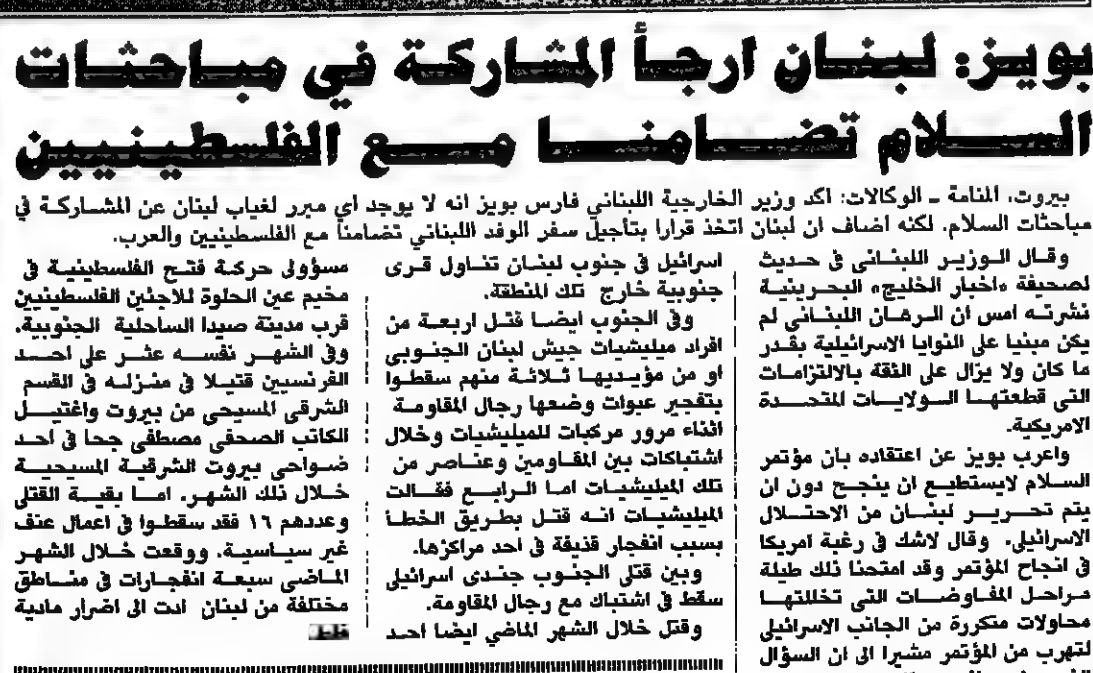 بويز: لبنان ارجأ المشاركة في مباحثات
السلام تضامنا مع الفلسطينيين
بيروت، المنامة ـ الوكالات: اكد وزير الخارجية اللبناني فارس بويز انه لا يوجد اي مبرر لغياب لبنان عن المشاركة في
مباحثات السلام. لكنه اضاف ان لبنان اتخذ قرارا بتأجيل سفر الوفد اللبناني تضامناً مع الفلسطينيين والعرب.
وقال الوزير اللبناني في حديث
لصحيفة «اخبار الخليج» البحرينية
نشرته امس ان الرهان اللبناني لم
يكن مبنيا على النوايا الاسرائيلية بقدر
ما كان ولا يزال على الثقة بالالتزامات
التي قطعتها الولايات المتحدة
الامريكية.
واعرب بويز عن اعتقاده بأن مؤتمر
السلام لايستطيع ان ينجح دون ان
يتم تحرير لبنان من الاحتلال
الاسرائيلي. وقال لاشك في رغبة امريكا
في انجاح المؤتمر وقد امتحنا ذلك طيلة
مراحل المفاوضات التي تخللتها
محاولات متكررة من الجانب الاسرائيلي
لتهرب من المؤتمر مشيرا الى ان السؤال
اسرائيل في جنوب لبنان تناول قرى
جنوبية خارج تلك المنطقة.
وفي الجنوب ايضا قتل اربعة من
افراد ميليشيات جيش لبنان الجنوبي
او من مؤيديها ثلاثة منهم سقطوا
بتفجير عبوات وضعها رجال المقاومة
اثناء مرور مركبات للميليشيات وخلال
اشتباكات بين المقاومين وعناصر من
تلك الميليشيات اما الرابع فقالت
الميليشيات انه قتل بطريق الخطأ
بسبب انفجار قذيفة في احد مراكزها.
وبين قتلى الجنوب جندي اسرائيلي
سقط في اشتباك مع رجال المقاومة.
وقتل خلال الشهر الماضي ايضا احد
مسؤولي حركة فتح الفلسطينية في
مخيم عين الحلوة للاجئين الفلسطينيين
قرب مدينة صيدا الساحلية الجنوبية.
وفي الشهر نفسه عثر على احد
الفرنسيين قتيلا في منزله في القسم
الشرقي المسيحي من بيروت واغتيل
الكاتب الصحفي مصطفى جحا في احد
ضواحي بيروت الشرقية المسيحية
خلال ذلك الشهر. اما بقية القتلى
وعددهم ١٦ فقد سقطوا في اعمال عنف
غير سياسية. ووقعت خلال الشهر
الماضي سبعة انفجارات في مناطق
مختلفة من لبنان ادت الى اضرار مادية
فقط